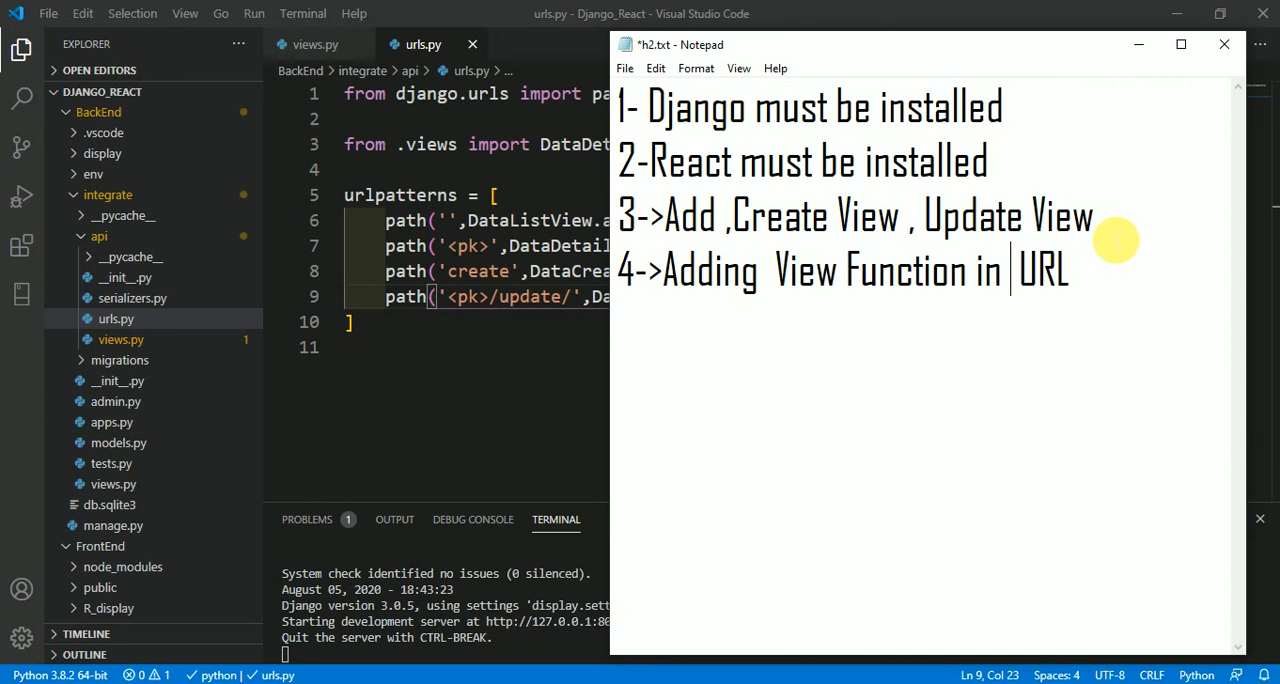 File Edit Selection View Go Run Terminal Help
urls.py - Django_React - Visual Studio Code
EXPLORER
OPEN EDITORS
DJANGO_REACT
BackEnd
.vscode
display
env
integrate
__pycache__
api
__pycache__
__init__.py
serializers.py
urls.py
views.py 1
migrations
__init__.py
admin.py
apps.py
models.py
tests.py
views.py
db.sqlite3
manage.py
FrontEnd
node_modules
public
R_display
TIMELINE
OUTLINE
views.py urls.py
BackEnd > integrate > api > urls.py > ...
1 from django.urls import pa
2
3 from .views import DataDet
4
5 urlpatterns = [
6 path('',DataListView.a
7 path('<pk>',DataDetail
8 path('create',DataCrea
9 path('<pk>/update/',Da
10 ]
11
PROBLEMS 1 OUTPUT DEBUG CONSOLE TERMINAL
System check identified no issues (0 silenced).
August 05, 2020 - 18:43:23
Django version 3.0.5, using settings 'display.sett
Starting development server at http://127.0.0.1:80
Quit the server with CTRL-BREAK.
*h2.txt - Notepad
File Edit Format View Help
1- Django must be installed
2-React must be installed
3->Add ,Create View , Update View
4->Adding View Function in URL
Python 3.8.2 64-bit 0 1 python | urls.py Ln 9, Col 23 Spaces: 4 UTF-8 CRLF Python